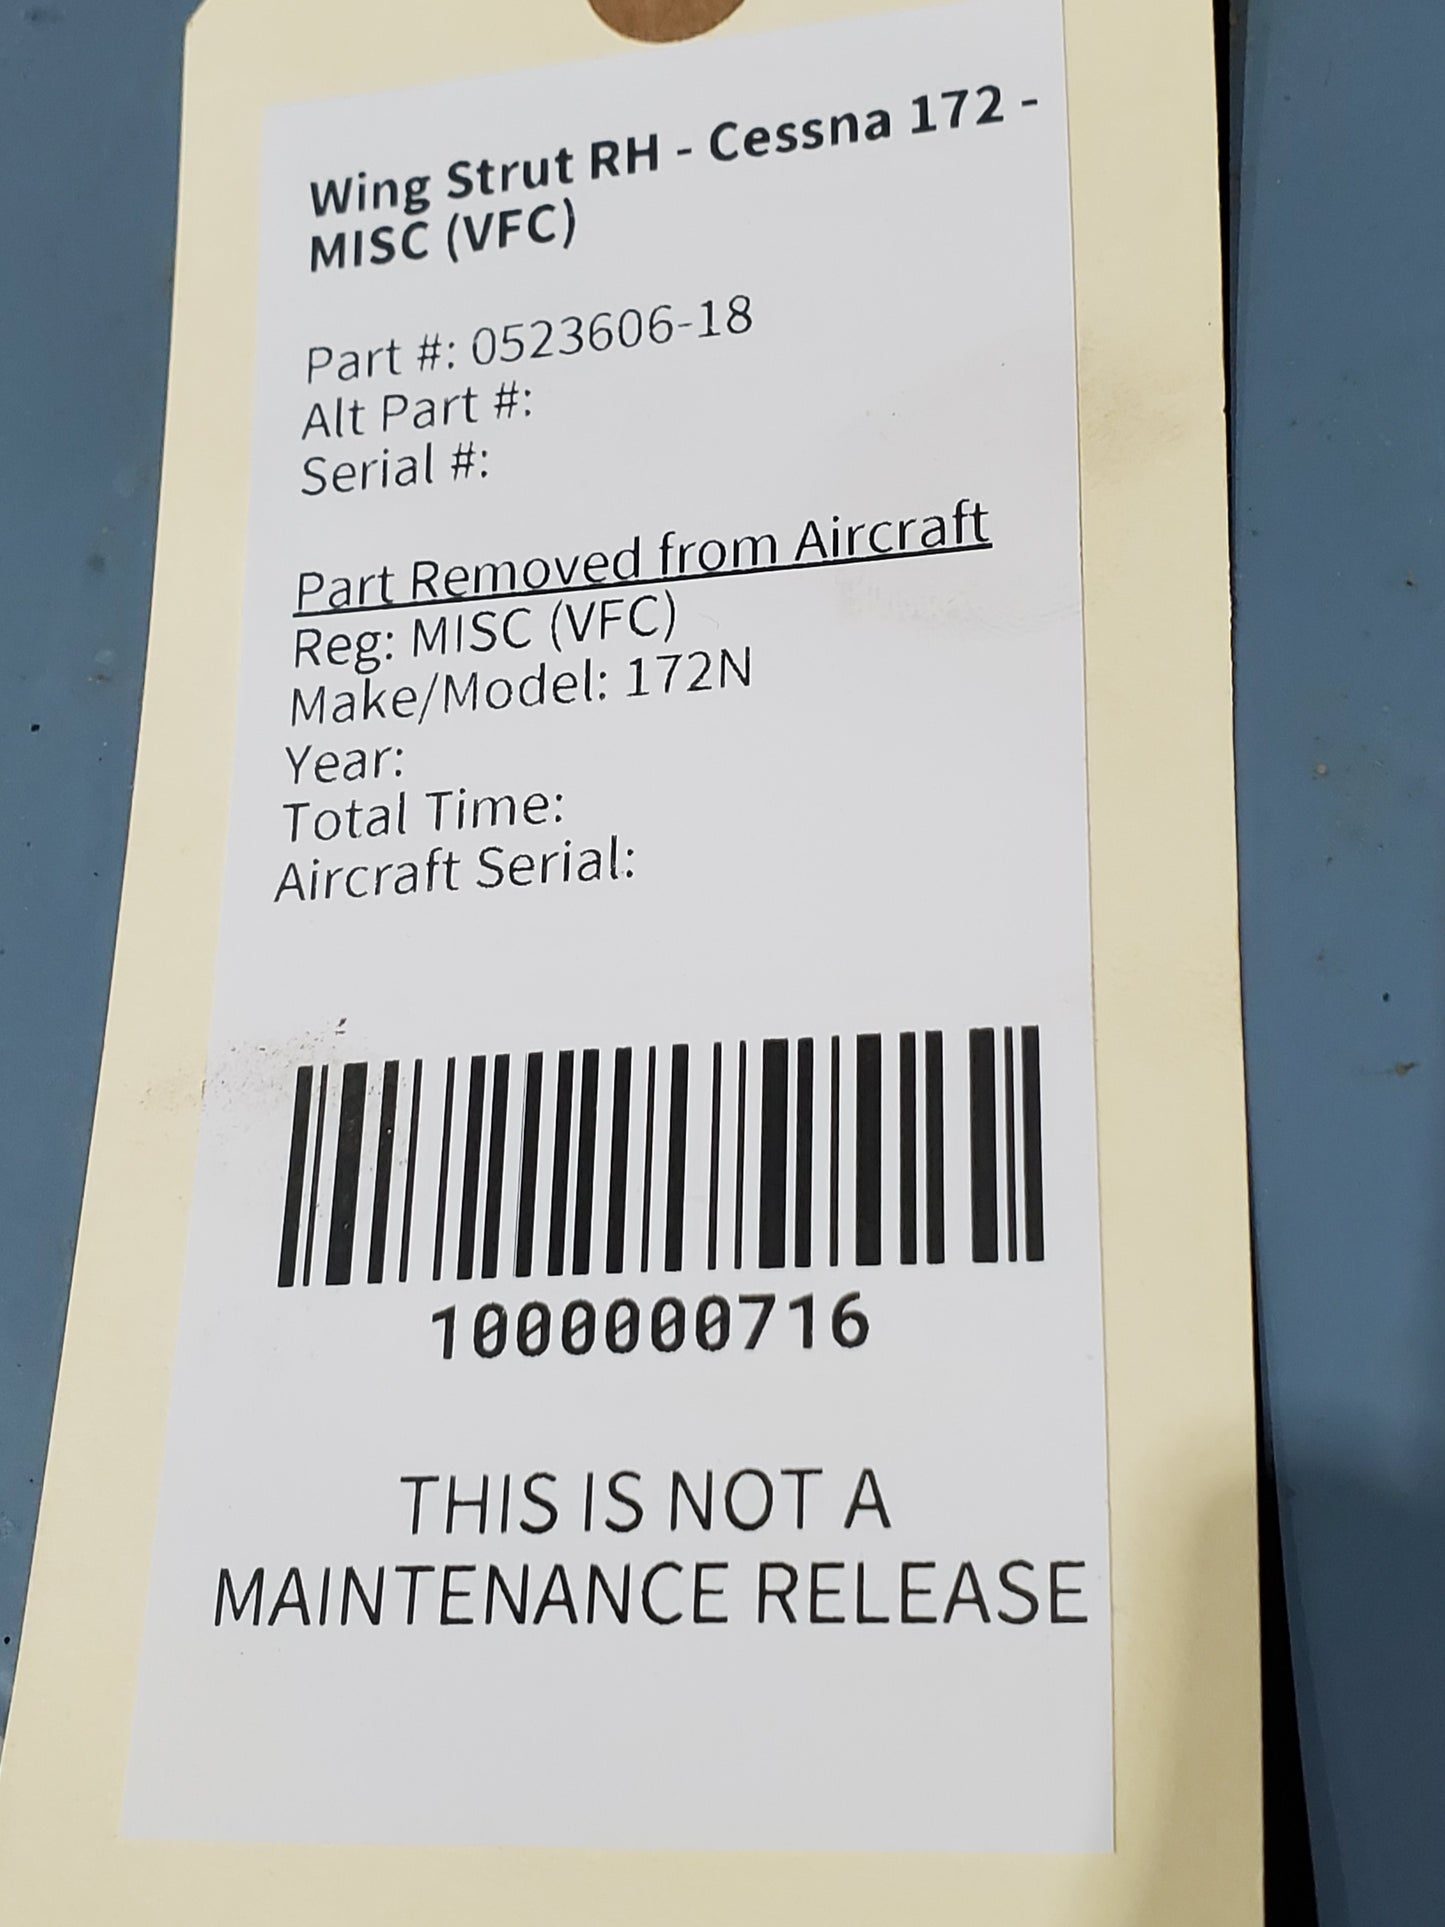 Wing Strut RH - Cessna 172 -
MISC (VFC)
Part #: 0523606-18
Alt Part #:
Serial #:
Part Removed from Aircraft
Reg: MISC (VFC)
Make/Model: 172N
Year:
Total Time:
Aircraft Serial:
1000000716
THIS IS NOT A
MAINTENANCE RELEASE